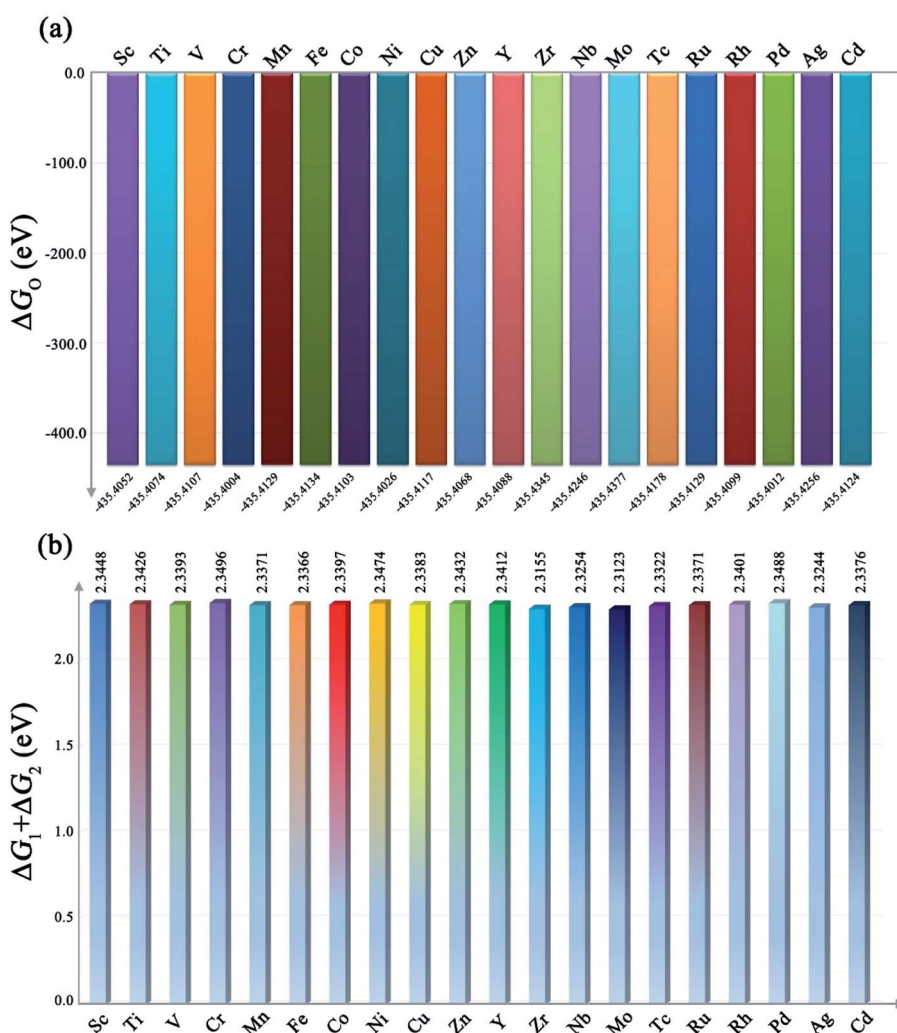 (a)
Sc Ti V Cr Mn Fe Co Ni Cu Zn Y Zr Nb Mo Tc Ru Rh Pd Ag Cd
0.0
-100.0
-200.0
-300.0
-400.0
ΔG_O (eV)
-435.4052 -435.4074 -435.4107 -435.4004 -435.4129 -435.4134 -435.4103 -435.4026 -435.4117 -435.4068 -435.4088 -435.4345 -435.4246 -435.4377 -435.4178 -435.4129 -435.4099 -435.4012 -435.4256 -435.4124
(b)
2.3448 2.3426 2.3393 2.3496 2.3371 2.3366 2.3397 2.3474 2.3383 2.3432 2.3412 2.3155 2.3254 2.3123 2.3322 2.3371 2.3401 2.3488 2.3244 2.3376
2.0
1.5
1.0
0.5
0.0
ΔG₁+ΔG₂ (eV)
Sc Ti V Cr Mn Fe Co Ni Cu Zn Y Zr Nb Mo Tc Ru Rh Pd Ag Cd